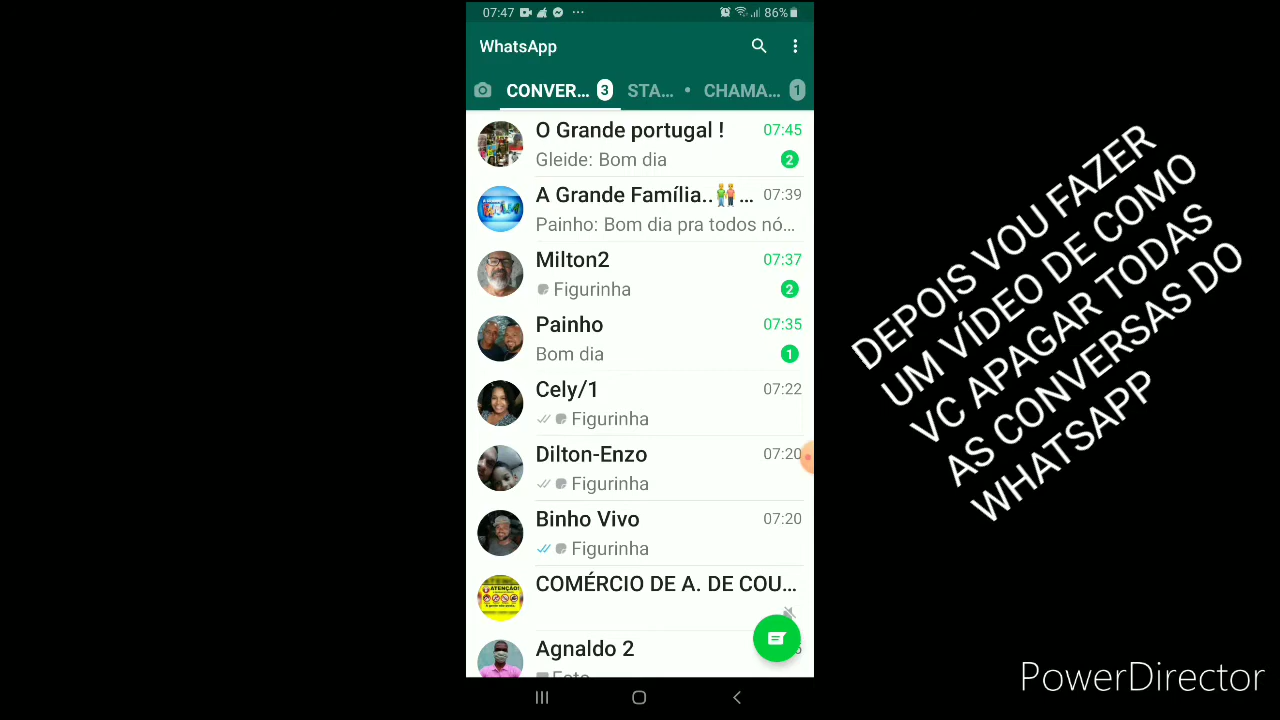 07:47 ... 86%
WhatsApp
CONVER... 3 STA... • CHAMA... 1
O Grande portugal ! 07:45
Gleide: Bom dia 2
A Grande Família..👬... 07:39
Painho: Bom dia pra todos nó...
Milton2 07:37
Figurinha 2
Painho 07:35
Bom dia 1
Cely/1 07:22
Figurinha
Dilton-Enzo 07:20
Figurinha
Binho Vivo 07:20
Figurinha
COMÉRCIO DE A. DE COU...
ATENÇÃO!
Agnaldo 2
Foto
DEPOIS VOU FAZER
UM VÍDEO DE COMO
VC APAGAR TODAS
AS CONVERSAS DO
WHATSAPP
PowerDirector